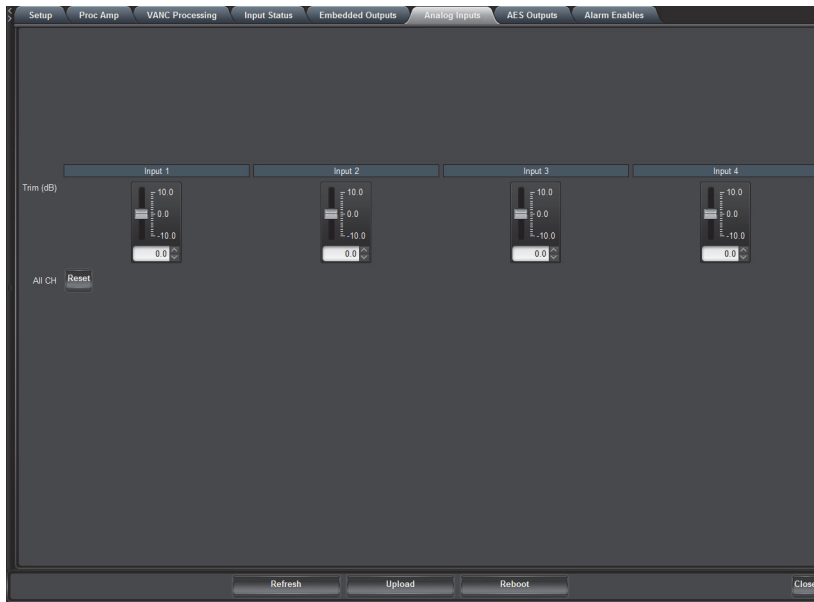 Setup Proc Amp VANC Processing Input Status Embedded Outputs Analog Inputs AES Outputs Alarm Enables
Input 1 Input 2 Input 3 Input 4
Trim (dB)
10.0 10.0 10.0 10.0
0.0 0.0 0.0 0.0
-10.0 -10.0 -10.0 -10.0
0.0 0.0 0.0 0.0
All CH Reset
Refresh Upload Reboot Close